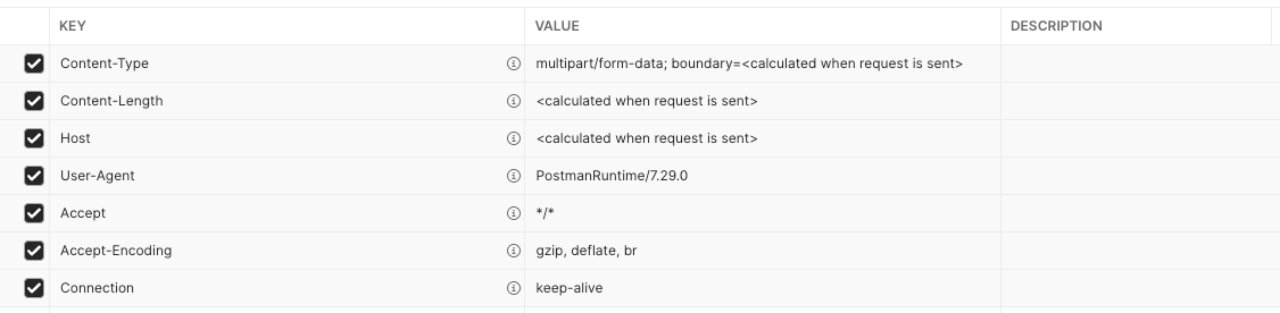 KEY VALUE DESCRIPTION
Content-Type multipart/form-data; boundary=<calculated when request is sent>
Content-Length <calculated when request is sent>
Host <calculated when request is sent>
User-Agent PostmanRuntime/7.29.0
Accept */*
Accept-Encoding gzip, deflate, br
Connection keep-alive